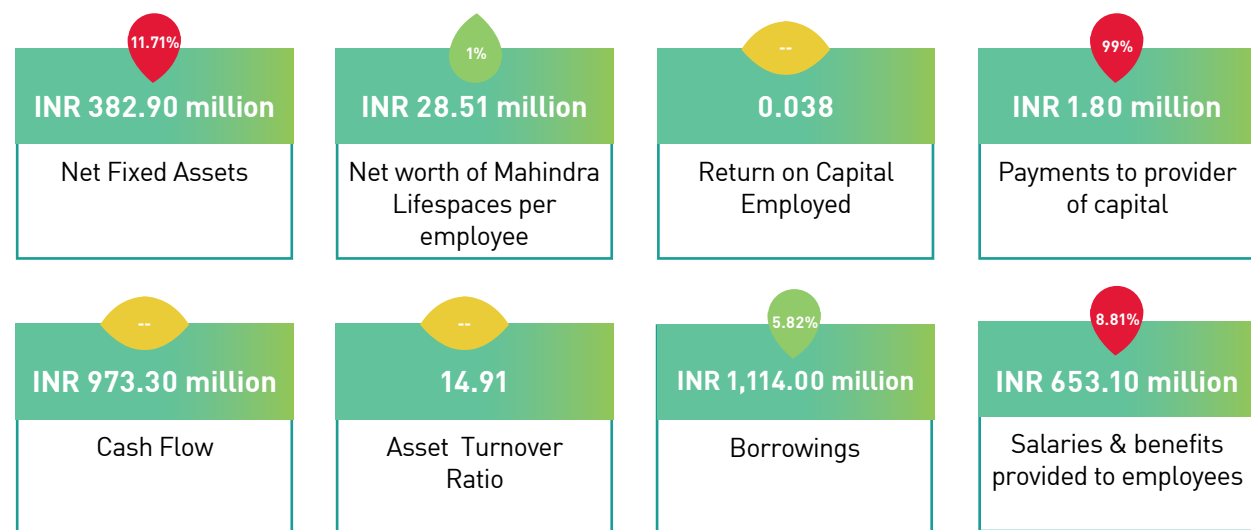 11.71%
INR 382.90 million
Net Fixed Assets
1%
INR 28.51 million
Net worth of Mahindra
Lifespaces per
employee
--
0.038
Return on Capital
Employed
99%
INR 1.80 million
Payments to provider
of capital
--
INR 973.30 million
Cash Flow
--
14.91
Asset Turnover
Ratio
5.82%
INR 1,114.00 million
Borrowings
8.81%
INR 653.10 million
Salaries & benefits
provided to employees